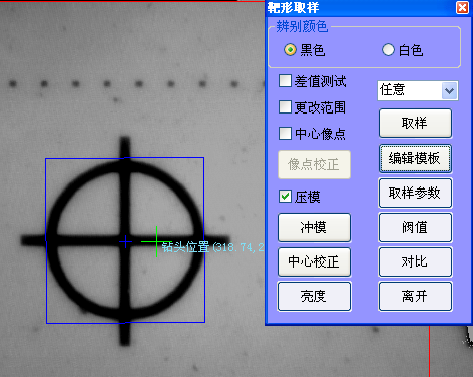 靶形取样
辨别颜色
黑色
白色
差值测试
任意
更改范围
取样
中心像点
像点校正
编辑模板
压模
取样参数
冲模
阀值
中心校正
对比
亮度
离开
钻头位置(318.74,2